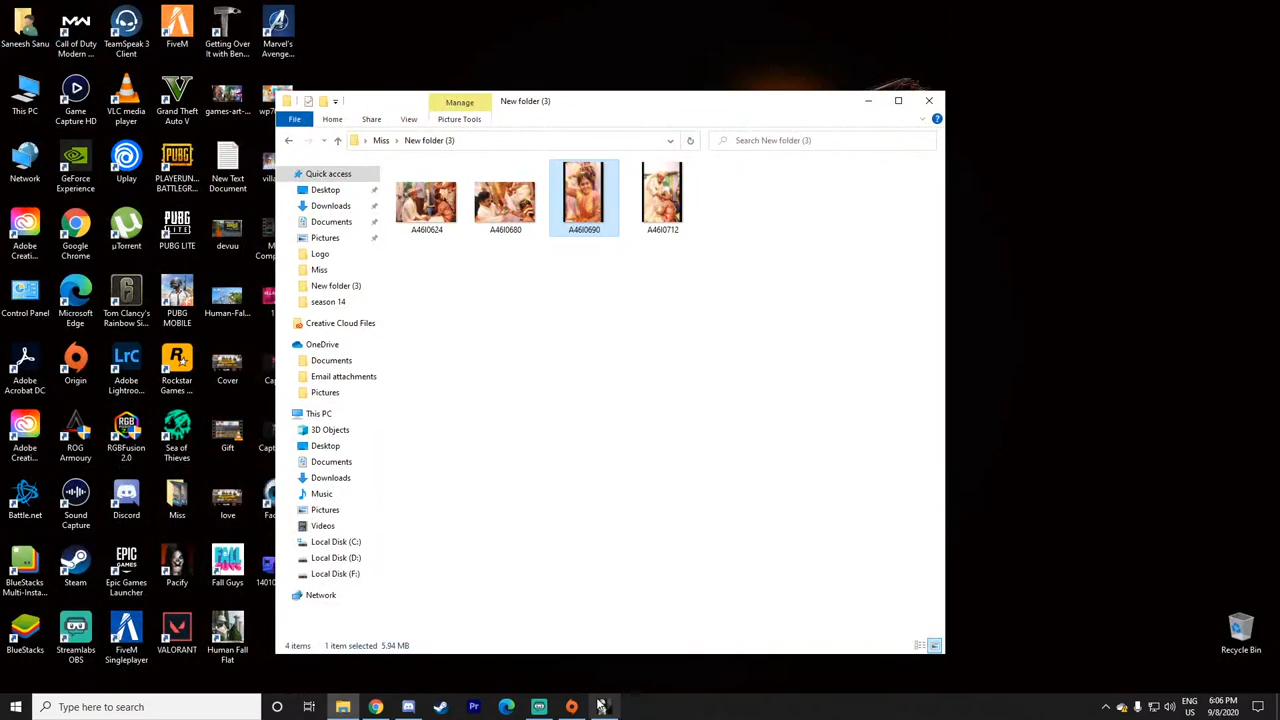 Saneesh Sanu
Call of Duty
Modern ...
TeamSpeak 3
Client
FiveM
Getting Over
It with Ben...
Marvel's
Avenge...
This PC
Game
Capture HD
VLC media
player
Grand Theft
Auto V
games-art-...
wp7
Network
GeForce
Experience
Uplay
PLAYERUN...
BATTLEGR...
New Text
Document
villa
Adobe
Creati...
Google
Chrome
µTorrent
PUBG LITE
devuu
M
Comp
Control Panel
Microsoft
Edge
Tom Clancy's
Rainbow Si...
PUBG
MOBILE
Human-Fal...
1
Adobe
Acrobat DC
Origin
Adobe
Lightroo...
Rockstar
Games ...
Cover
Cap
Adobe
Creati...
ROG
Armoury
RGBFusion
2.0
Sea of
Thieves
Gift
Capt
Battle.net
Sound
Capture
Discord
Miss
love
Fac
BlueStacks
Multi-Insta...
Steam
Epic Games
Launcher
Pacify
Fall Guys
1401
BlueStacks
Streamlabs
OBS
FiveM
Singleplayer
VALORANT
Human Fall
Flat
Manage
New folder (3)
File
Home
Share
View
Picture Tools
Miss
New folder (3)
Search New folder (3)
Quick access
Desktop
Downloads
Documents
Pictures
Logo
Miss
New folder (3)
season 14
Creative Cloud Files
OneDrive
Documents
Email attachments
Pictures
This PC
3D Objects
Desktop
Documents
Downloads
Music
Pictures
Videos
Local Disk (C:)
Local Disk (D:)
Local Disk (F:)
Network
A46I0624
A46I0680
A46I0690
A46I0712
4 items
1 item selected 5.94 MB
Recycle Bin
Type here to search
ENG
US
6:06 PM
9/8/2020